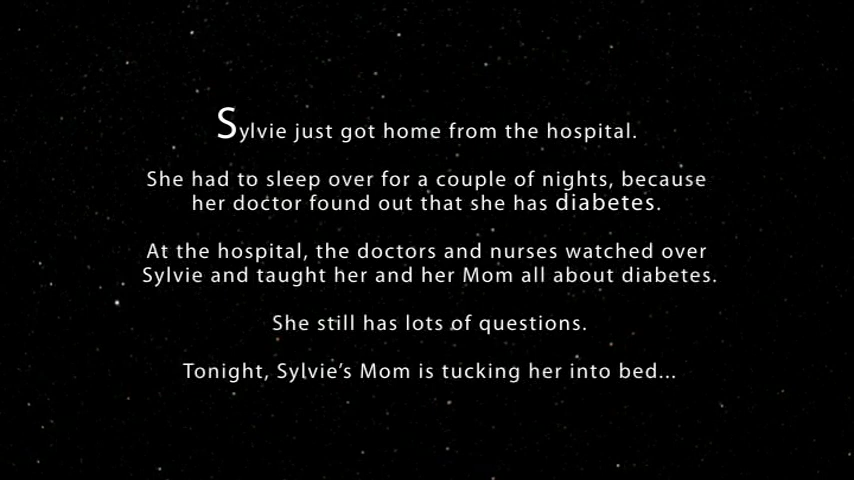 Sylvie just got home from the hospital.
She had to sleep over for a couple of nights, because
her doctor found out that she has diabetes.
At the hospital, the doctors and nurses watched over
Sylvie and taught her and her Mom all about diabetes.
She still has lots of questions.
Tonight, Sylvie’s Mom is tucking her into bed...